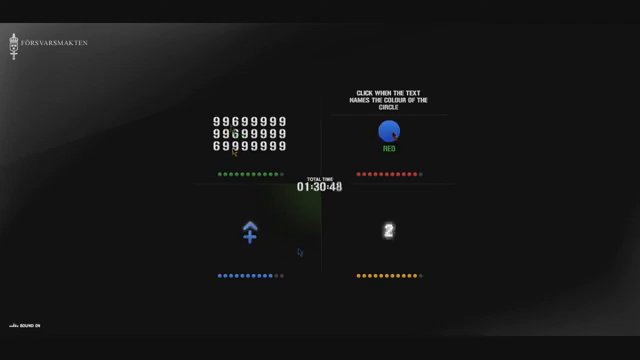 FÖRSVARSMAKTEN
CLICK WHEN THE TEXT
NAMES THE COLOUR OF THE
CIRCLE
99699999
99699999
69999999
RED
TOTAL TIME
01:30:48
2
SOUND ON